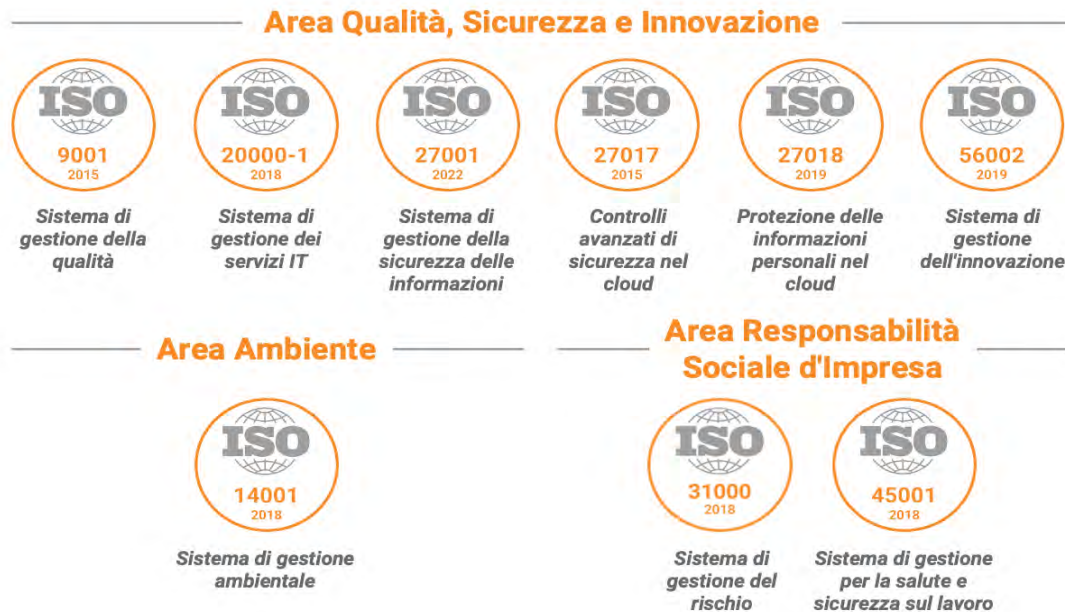 Area Qualità, Sicurezza e Innovazione
ISO
9001
2015
Sistema di
gestione della
qualità
ISO
20000-1
2018
Sistema di
gestione dei
servizi IT
ISO
27001
2022
Sistema di
gestione della
sicurezza delle
informazioni
ISO
27017
2015
Controlli
avanzati di
sicurezza nel
cloud
ISO
27018
2019
Protezione delle
informazioni
personali nel
cloud
ISO
56002
2019
Sistema di
gestione
dell'innovazione
Area Ambiente
ISO
14001
2018
Sistema di gestione
ambientale
Area Responsabilità
Sociale d'Impresa
ISO
31000
2018
Sistema di
gestione del
rischio
ISO
45001
2018
Sistema di gestione
per la salute e
sicurezza sul lavoro